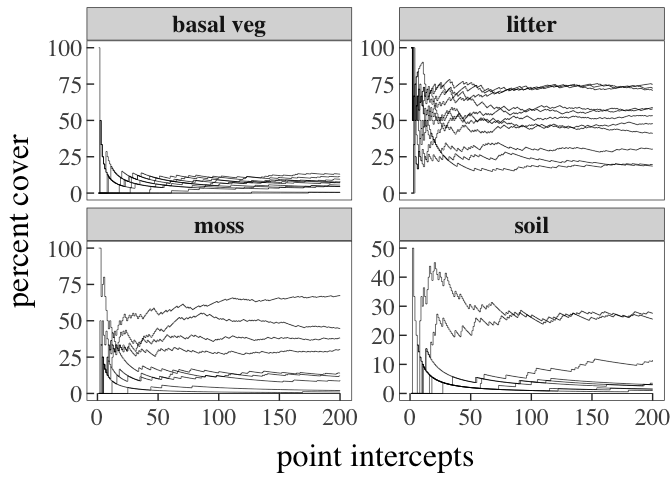 basal veg litter
100 100
75 75
50 50
25 25
0 0
percent cover
moss soil
100 50
75 40
50 30
25 20
0 10
0
0 50 100 150 200 0 50 100 150 200
point intercepts